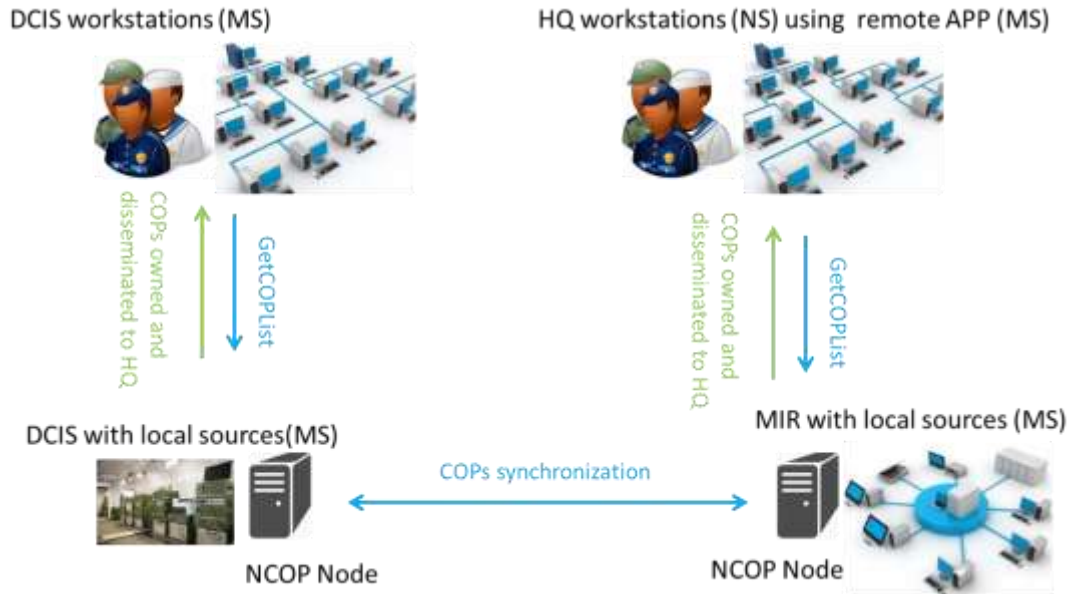 DCIS workstations (MS)
HQ workstations (NS) using remote APP (MS)
COPs owned and
disseminated to HQ
GetCOPList
COPs owned and
disseminated to HQ
GetCOPList
DCIS with local sources(MS)
MIR with local sources (MS)
COPs synchronization
NCOP Node
NCOP Node